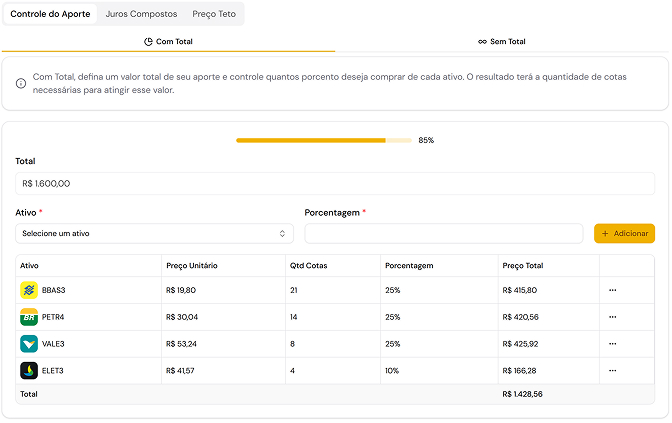 Controle do Aporte Juros Compostos Preço Teto
Com Total Sem Total
Com Total, defina um valor total de seu aporte e controle quantos porcento deseja comprar de cada ativo. O resultado terá a quantidade de cotas
necessárias para atingir esse valor.
85%
Total
R$ 1.600,00
Ativo * Porcentagem *
Selecione um ativo + Adicionar
Ativo Preço Unitário Qtd Cotas Porcentagem Preço Total
BBAS3 R$ 19,80 21 25% R$ 415,80 ...
BR PETR4 R$ 30,04 14 25% R$ 420,56 ...
VALE3 R$ 53,24 8 25% R$ 425,92 ...
ELET3 R$ 41,57 4 10% R$ 166,28 ...
Total R$ 1.428,56